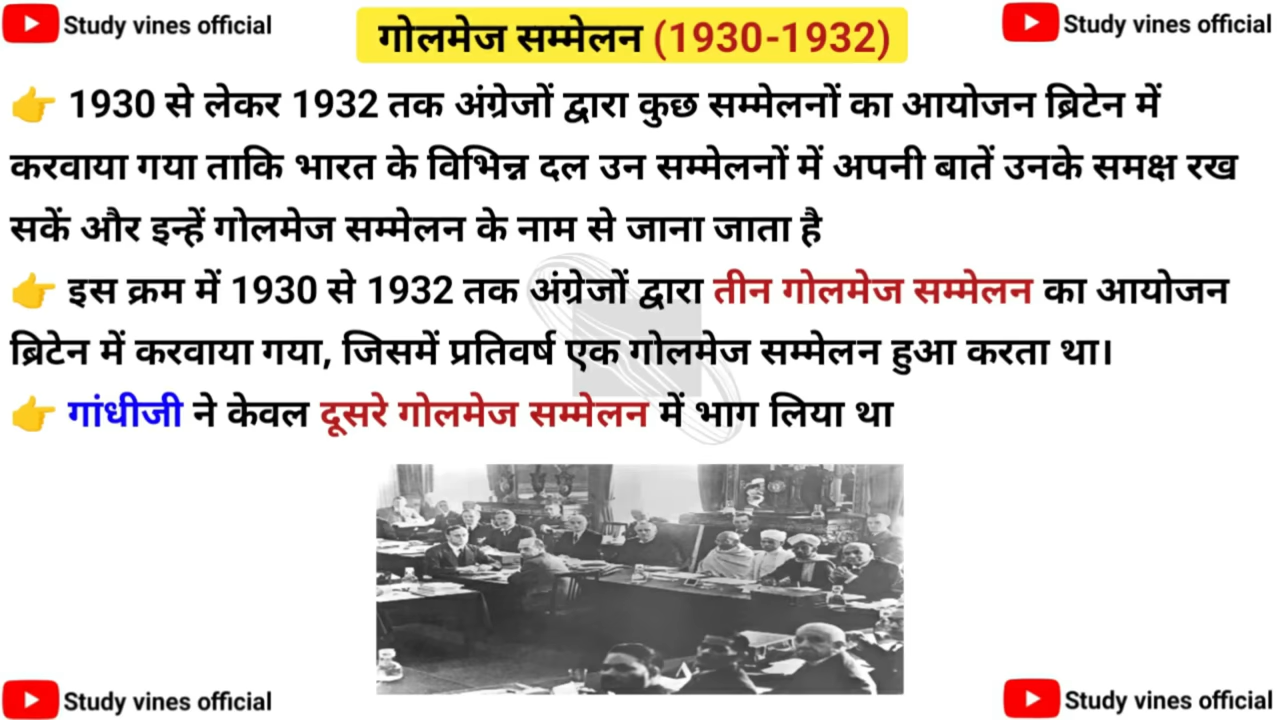 Study vines official
गोलमेज सम्मेलन (1930-1932)
Study vines official
👉 1930 से लेकर 1932 तक अंग्रेजों द्वारा कुछ सम्मेलनों का आयोजन ब्रिटेन में
करवाया गया ताकि भारत के विभिन्न दल उन सम्मेलनों में अपनी बातें उनके समक्ष रख
सकें और इन्हें गोलमेज सम्मेलन के नाम से जाना जाता है
👉 इस क्रम में 1930 से 1932 तक अंग्रेजों द्वारा तीन गोलमेज सम्मेलन का आयोजन
ब्रिटेन में करवाया गया, जिसमें प्रतिवर्ष एक गोलमेज सम्मेलन हुआ करता था।
👉 गांधीजी ने केवल दूसरे गोलमेज सम्मेलन में भाग लिया था
Study vines official
Study vines official